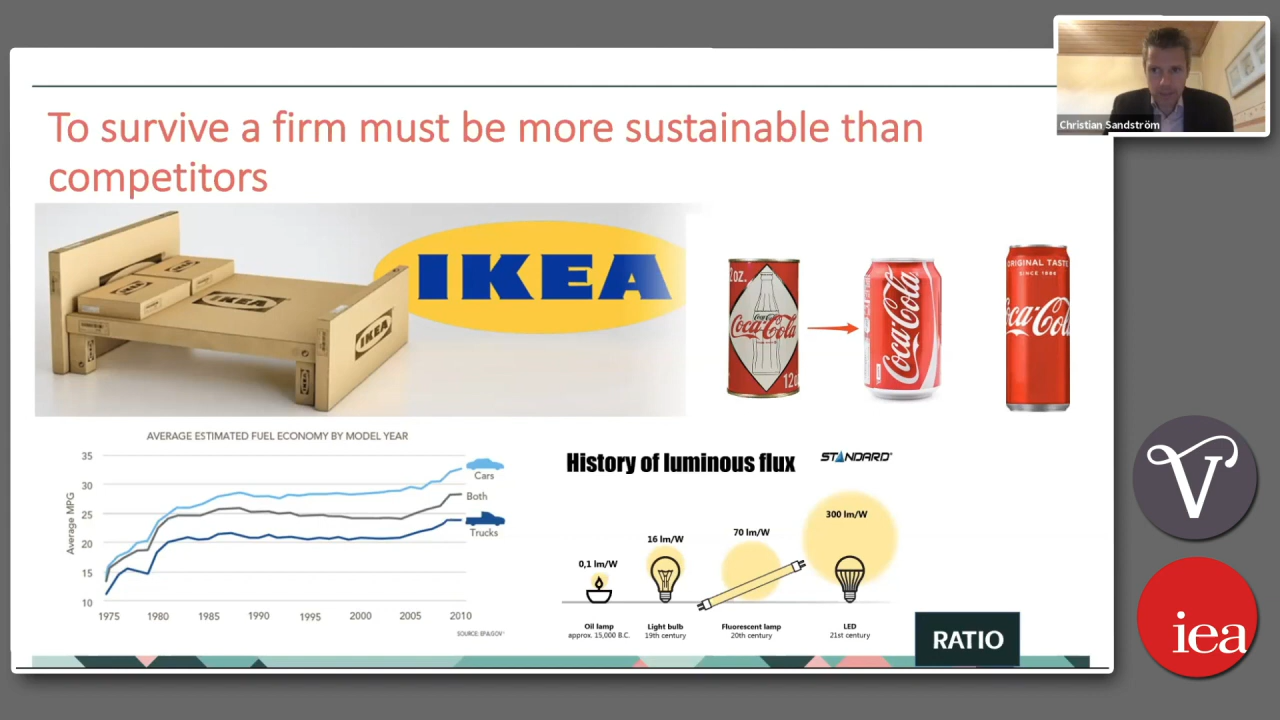 Christian Sandström
To survive a firm must be more sustainable than
competitors
IKEA
IKEA
IKEA
IKEA
2oz.
Coca-Cola
12oz
Coca-Cola
ORIGINAL TASTE
SINCE 1886
Coca-Cola
AVERAGE ESTIMATED FUEL ECONOMY BY MODEL YEAR
35
30
25
20
15
10
Average MPG
Cars
Both
Trucks
1975 1980 1985 1990 1995 2000 2005 2010
SOURCE: EPA.GOV
History of luminous flux
STANDARD
0,1 lm/W
16 lm/W
70 lm/W
300 lm/W
Oil lamp
approx. 15,000 B.C.
Light bulb
19th century
Fluorescent lamp
20th century
LED
21st century
RATIO
V
iea